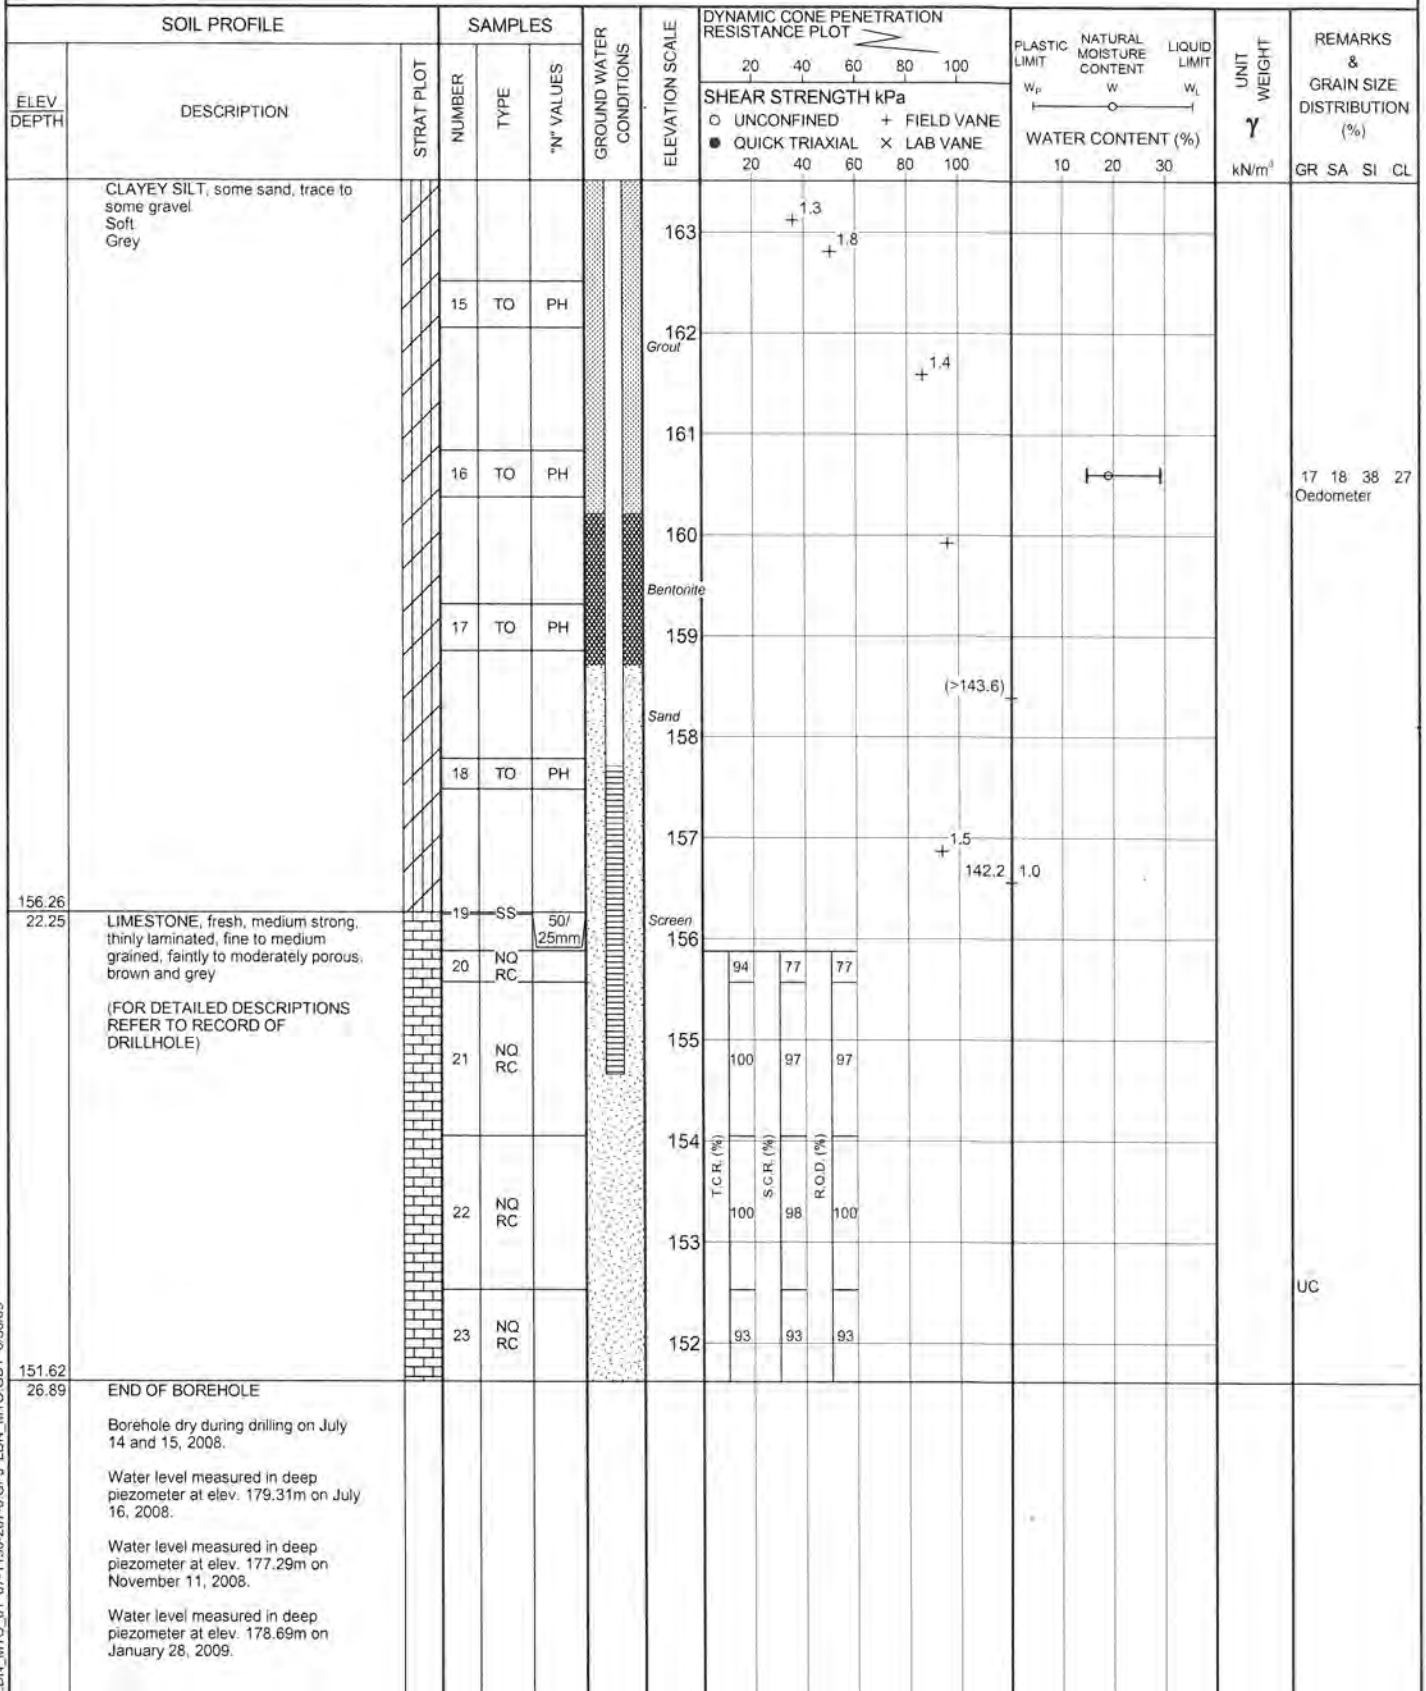 SOIL PROFILE
SAMPLES
GROUND WATER CONDITIONS
ELEVATION SCALE
DYNAMIC CONE PENETRATION
RESISTANCE PLOT
20 40 60 80 100
PLASTIC LIMIT
NATURAL MOISTURE CONTENT
LIQUID LIMIT
UNIT WEIGHT
REMARKS
&
GRAIN SIZE
DISTRIBUTION
(%)
ELEV
DEPTH
DESCRIPTION
STRAT PLOT
NUMBER
TYPE
"N" VALUES
SHEAR STRENGTH kPa
○ UNCONFINED + FIELD VANE
● QUICK TRIAXIAL × LAB VANE
20 40 60 80 100
WP W WL
WATER CONTENT (%)
10 20 30
γ
kN/m³
GR SA SI CL
CLAYEY SILT, some sand, trace to
some gravel
Soft
Grey
1.3
163
1.8
15 TO PH
162
Grout
1.4
161
16 TO PH
17 18 38 27
Oedometer
160
Bentonite
17 TO PH
159
(>143.6)
Sand
158
18 TO PH
157
1.5
142.2 1.0
156.26
22.25
19 SS 50/
25mm
Screen
156
LIMESTONE, fresh, medium strong,
thinly laminated, fine to medium
grained, faintly to moderately porous,
brown and grey
20 NQ
RC
94 77 77
(FOR DETAILED DESCRIPTIONS
REFER TO RECORD OF
DRILLHOLE)
155
21 NQ
RC
100 97 97
154
T.C.R. (%)
S.C.R. (%)
R.Q.D. (%)
22 NQ
RC
100 98 100
153
UC
23 NQ
RC
152
93 93 93
151.62
26.89
END OF BOREHOLE
Borehole dry during drilling on July
14 and 15, 2008.
Water level measured in deep
piezometer at elev. 179.31m on July
16, 2008.
Water level measured in deep
piezometer at elev. 177.29m on
November 11, 2008.
Water level measured in deep
piezometer at elev. 178.69m on
January 28, 2009.